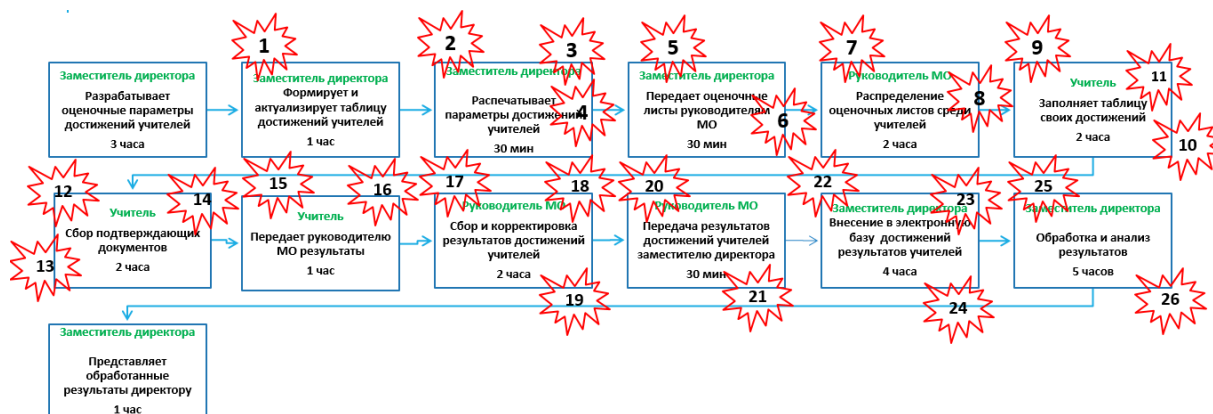 1
2
3
5
7
9
Заместитель директора
Разрабатывает
оценочные параметры
достижений учителей
3 часа
Заместитель директора
Формирует и
актуализирует таблицу
достижений учителей
1 час
Заместитель директора
Распечатывает
параметры достижений
учителей
30 мин
4
Заместитель директора
Передает оценочные
листы руководителям
МО
30 мин
6
Руководитель МО
Распределение
оценочных листов среди
учителей
2 часа
8
Учитель
Заполняет таблицу
своих достижений
2 часа
11
10
12
14
15
16
17
18
20
22
23
25
Учитель
Сбор подтверждающих
документов
2 часа
13
Учитель
Передает руководителю
МО результаты
1 час
Руководитель МО
Сбор и корректировка
результатов достижений
учителей
2 часа
19
Руководитель МО
Передача результатов
достижений учителей
заместителю директора
30 мин
21
Заместитель директора
Внесение в электронную
базу достижений
результатов учителей
4 часа
24
Заместитель директора
Обработка и анализ
результатов
5 часов
26
Заместитель директора
Представляет
обработанные
результаты директору
1 час